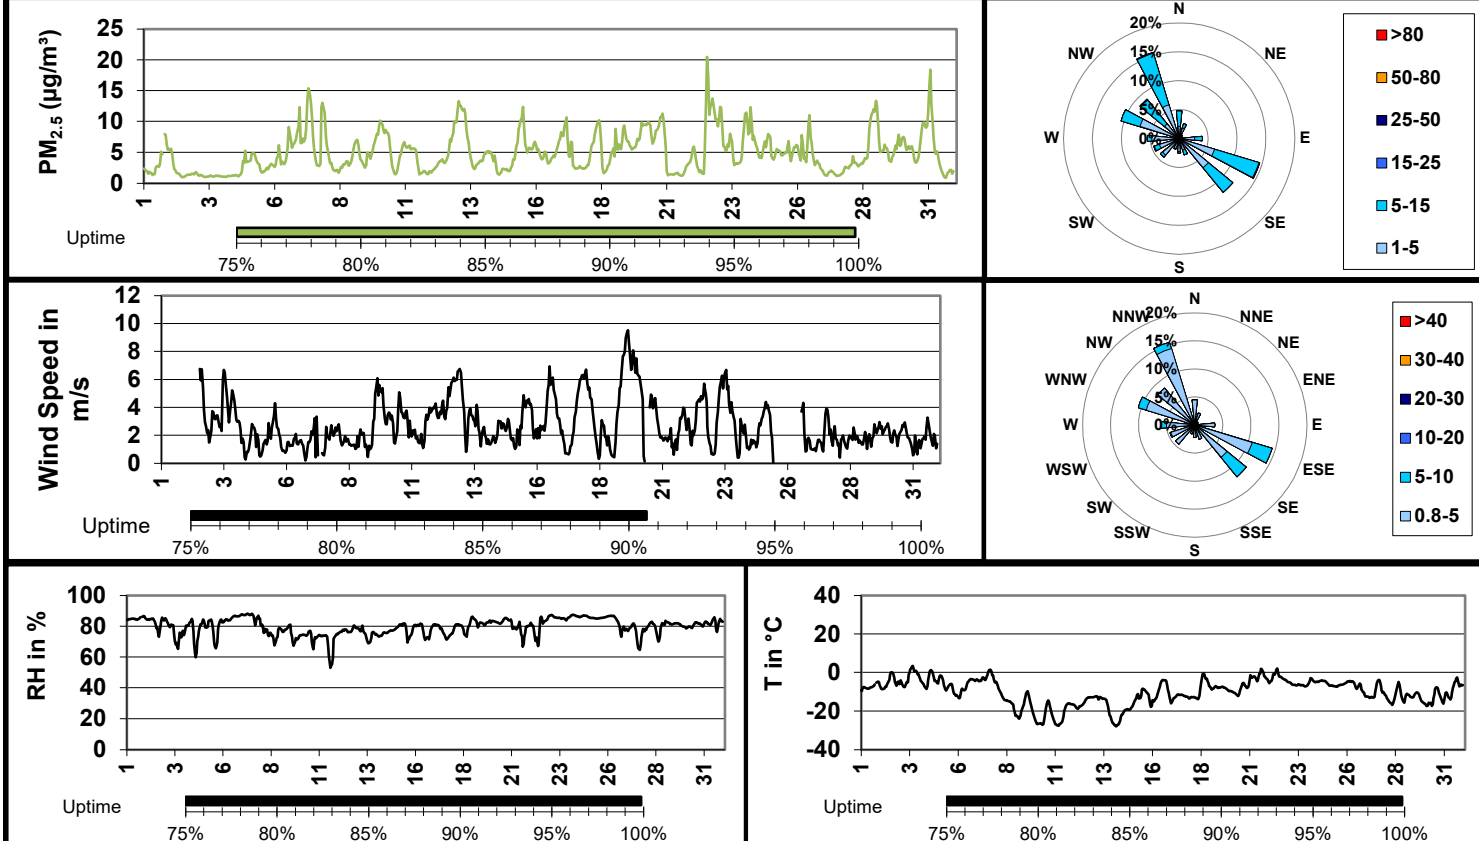 PM2.5 (µg/m³)
25
20
15
10
5
0
1 3 6 8 11 13 16 18 21 23 26 28 31
Uptime
75% 80% 85% 90% 95% 100%
N
NE
E
SE
S
SW
W
NW
20%
15%
10%
5%
0%
>80
50-80
25-50
15-25
5-15
1-5
Wind Speed in m/s
12
10
8
6
4
2
0
1 3 6 8 11 13 16 18 21 23 26 28 31
Uptime
75% 80% 85% 90% 95% 100%
N
NNE
NE
ENE
E
ESE
SE
SSE
S
SSW
SW
WSW
W
WNW
NW
NNW
20%
15%
10%
5%
0%
>40
30-40
20-30
10-20
5-10
0.8-5
RH in %
100
80
60
40
20
0
1 3 6 8 11 13 16 18 21 23 26 28 31
Uptime
75% 80% 85% 90% 95% 100%
T in °C
40
20
0
-20
-40
1 3 6 8 11 13 16 18 21 23 26 28 31
Uptime
75% 80% 85% 90% 95% 100%